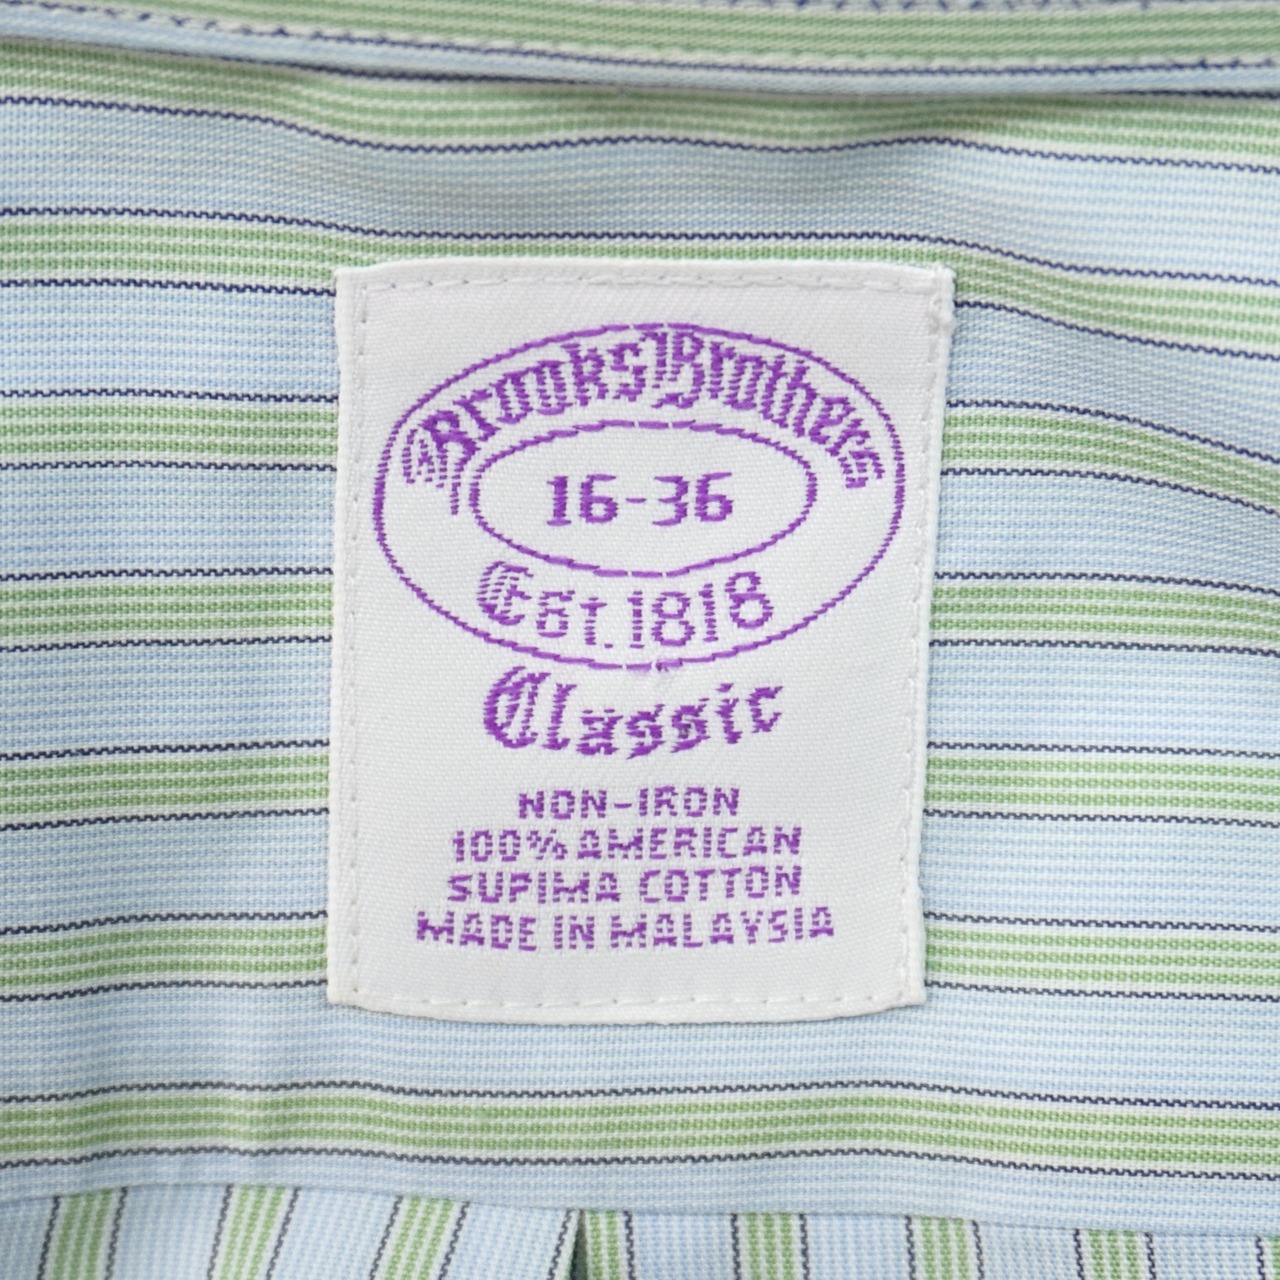 Brooks Brothers
16-36
Est. 1818
Classic
NON-IRON
100% AMERICAN
SUPIMA COTTON
MADE IN MALAYSIA